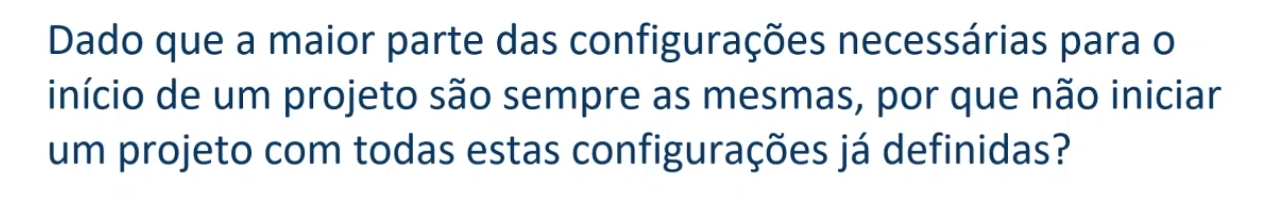 Dado que a maior parte das configurações necessárias para o
início de um projeto são sempre as mesmas, por que não iniciar
um projeto com todas estas configurações já definidas?